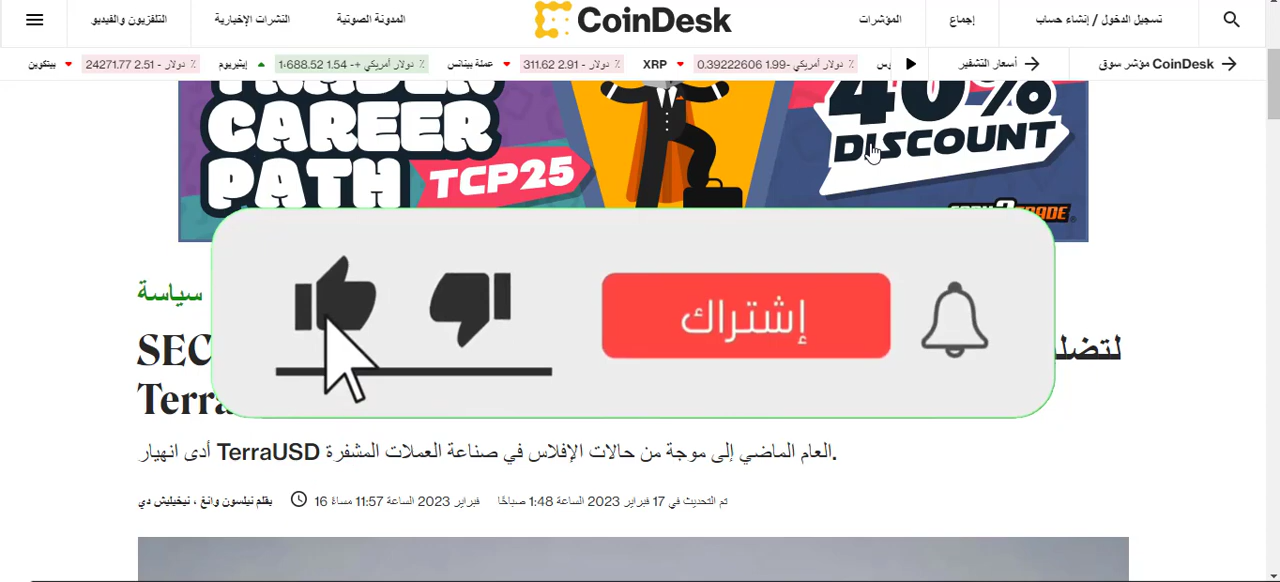 CoinDesk
تسجيل الدخول / إنشاء حساب
إجماع
المؤشرات
المدونة الصوتية
النشرات الإخبارية
التلفزيون والفيديو
CoinDesk مؤشر سوق
أسعار التشفير
بيتكوين
24271.77 2.51 - دولار ٪
إيثيريوم
1،688.52 1.54 +- دولار أمريكي ٪
عملة بينانس
311.62 2.91 - دولار ٪
XRP
0.39222606 1.99- دولار أمريكي ٪
CAREER
40%
PATH
TCP25
DISCOUNT
سياسة
إشتراك
SEC
Terra
أدى انهيار TerraUSD العام الماضي إلى موجة من حالات الإفلاس في صناعة العملات المشفرة.
بقلم نيلسون وانغ ، نيخيليش دي
16 فبراير 2023 الساعة 11:57 مساءً
تم التحديث في 17 فبراير 2023 الساعة 1:48 صباحًا